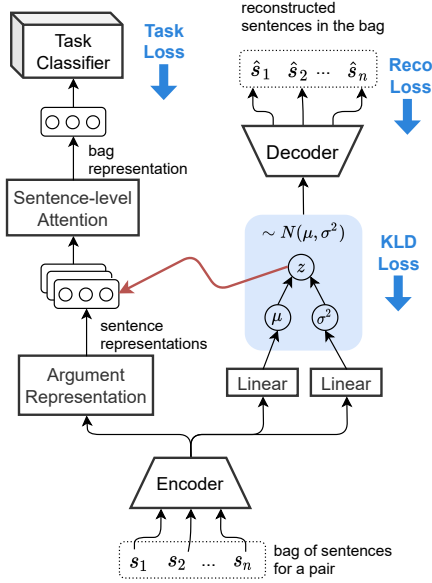 reconstructed
sentences in the bag
ŝ₁ ŝ₂ ... ŝₙ
Reco
Loss
Task
Classifier
Task
Loss
bag
representation
Decoder
Sentence-level
Attention
∼ N(μ, σ²)
z
KLD
Loss
μ
σ²
sentence
representations
Argument
Representation
Linear
Linear
Encoder
s₁ s₂ ... sₙ
bag of sentences
for a pair